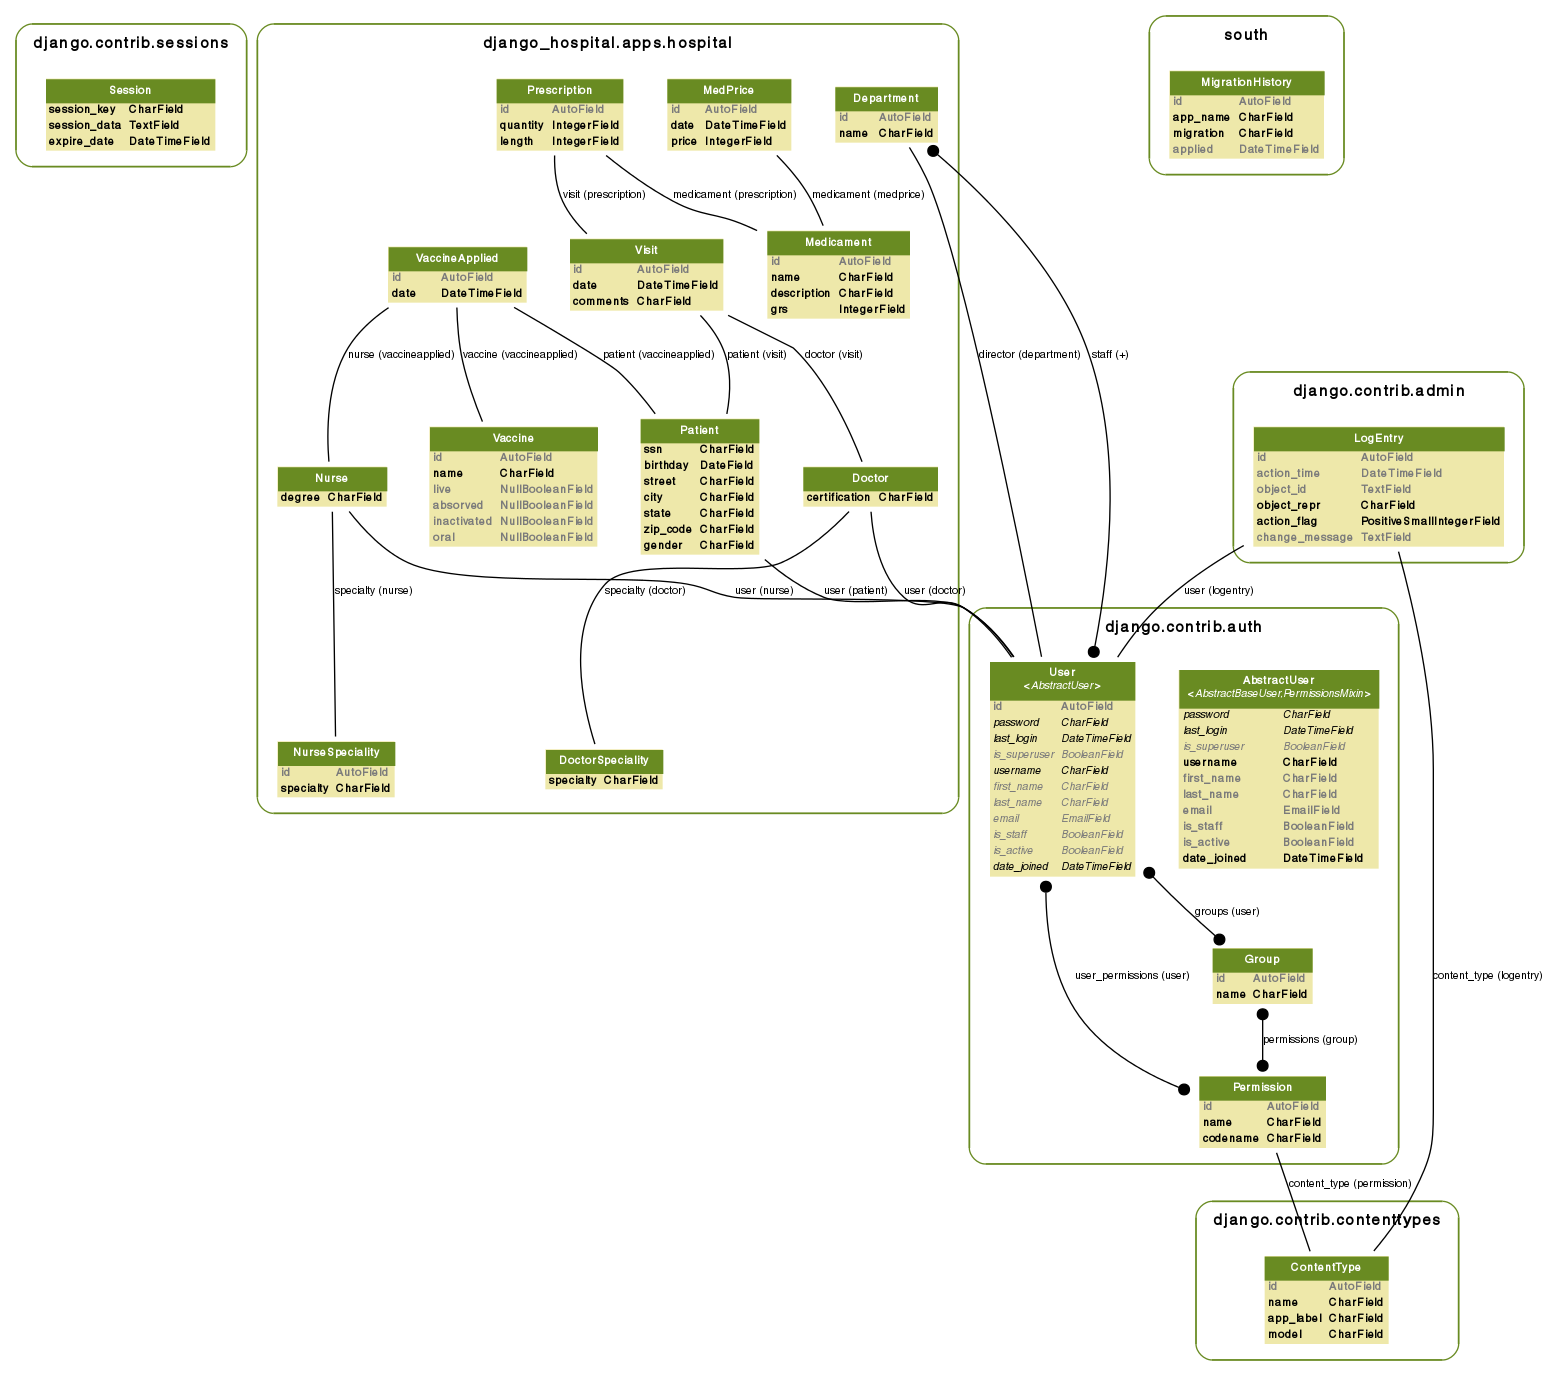 django.contrib.sessions
Session
session_key CharField
session_data TextField
expire_date DateTimeField
django_hospital.apps.hospital
Prescription
id AutoField
quantity IntegerField
length IntegerField
MedPrice
id AutoField
date DateTimeField
price IntegerField
Department
id AutoField
name CharField
south
MigrationHistory
id AutoField
app_name CharField
migration CharField
applied DateTimeField
visit (prescription)
medicament (prescription)
medicament (medprice)
VaccineApplied
id AutoField
date DateTimeField
Visit
id AutoField
date DateTimeField
comments CharField
Medicament
id AutoField
name CharField
description CharField
grs IntegerField
nurse (vaccineapplied)
vaccine (vaccineapplied)
patient (vaccineapplied)
patient (visit)
doctor (visit)
director (department)
staff (+)
Nurse
degree CharField
Vaccine
id AutoField
name CharField
live NullBooleanField
absorved NullBooleanField
inactivated NullBooleanField
oral NullBooleanField
Patient
ssn CharField
birthday DateField
street CharField
city CharField
state CharField
zip_code CharField
gender CharField
Doctor
certification CharField
django.contrib.admin
LogEntry
id AutoField
action_time DateTimeField
object_id TextField
object_repr CharField
action_flag PositiveSmallIntegerField
change_message TextField
specialty (nurse)
specialty (doctor)
user (nurse)
user (patient)
user (doctor)
user (logentry)
NurseSpeciality
id AutoField
specialty CharField
DoctorSpeciality
specialty CharField
django.contrib.auth
User
<AbstractUser>
id AutoField
password CharField
last_login DateTimeField
is_superuser BooleanField
username CharField
first_name CharField
last_name CharField
email EmailField
is_staff BooleanField
is_active BooleanField
date_joined DateTimeField
AbstractUser
<AbstractBaseUser,PermissionsMixin>
password CharField
last_login DateTimeField
is_superuser BooleanField
username CharField
first_name CharField
last_name CharField
email EmailField
is_staff BooleanField
is_active BooleanField
date_joined DateTimeField
groups (user)
user_permissions (user)
Group
id AutoField
name CharField
content_type (logentry)
permissions (group)
Permission
id AutoField
name CharField
codename CharField
content_type (permission)
django.contrib.contenttypes
ContentType
id AutoField
name CharField
app_label CharField
model CharField